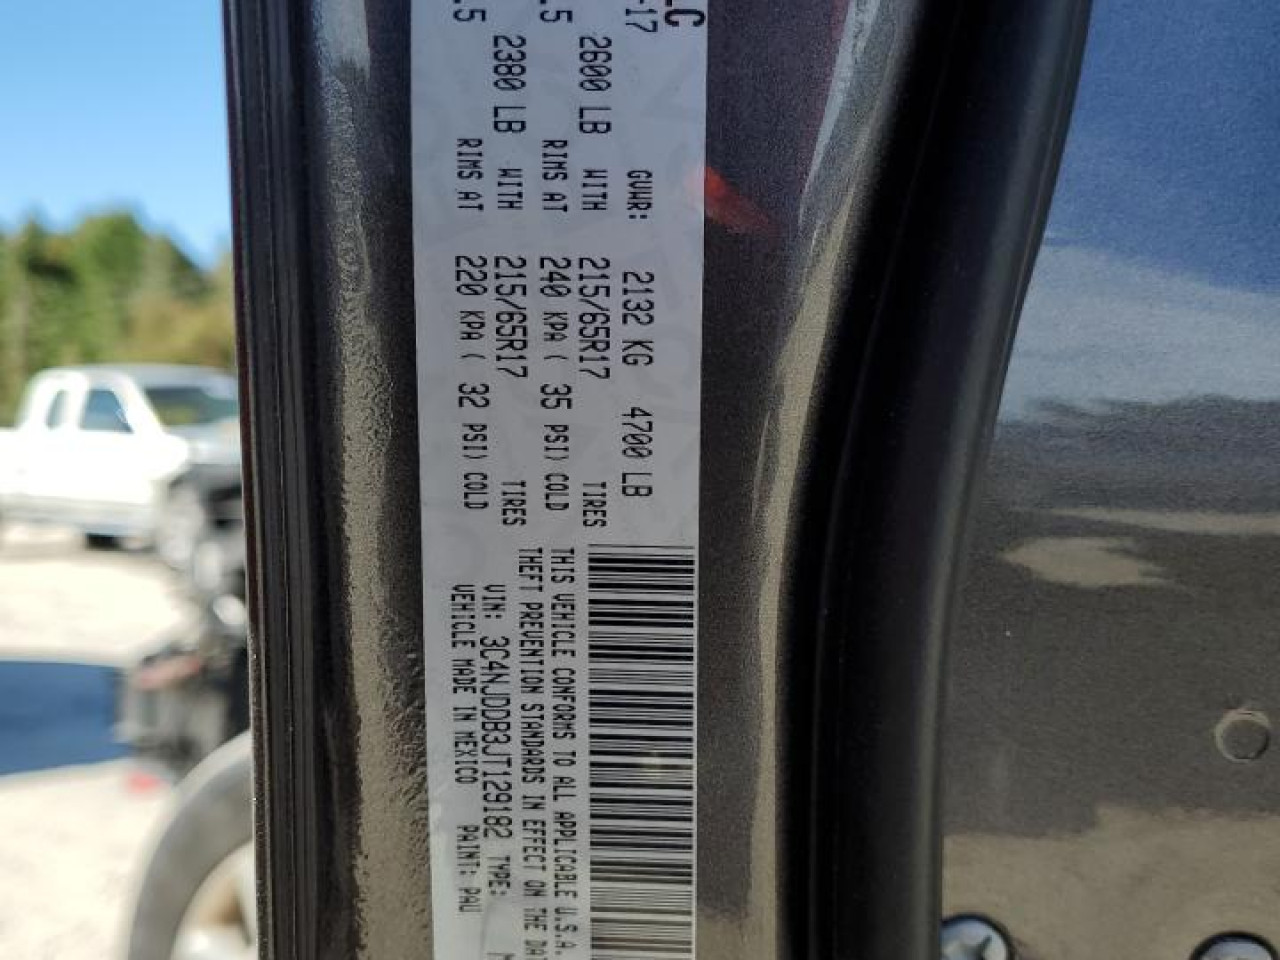 LC
-17 GVWR: 2132 KG 4700 LB
2600 LB WITH 215/65R17 TIRES
.5 RIMS AT 240 KPA ( 35 PSI) COLD
2380 LB WITH 215/65R17 TIRES
.5 RIMS AT 220 KPA ( 32 PSI) COLD
THIS VEHICLE CONFORMS TO ALL APPLICABLE U.S.A.
THEFT PREVENTION STANDARDS IN EFFECT ON THE DA
VIN: 3C4NJDDB3JT129182 TYPE:
VEHICLE MADE IN MEXICO PAINT: PAU